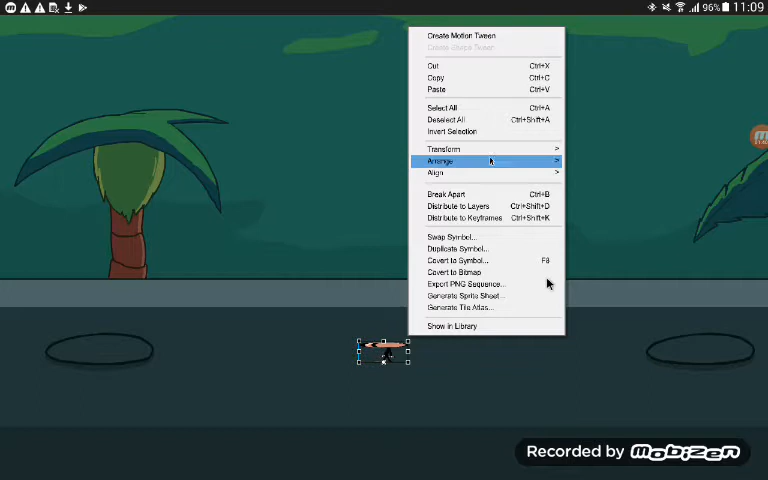 96% 11:09
Create Motion Tween
Create Shape Tween
Cut Ctrl+X
Copy Ctrl+C
Paste Ctrl+V
Select All Ctrl+A
Deselect All Ctrl+Shift+A
Invert Selection
Transform >
Arrange >
Align >
Break Apart Ctrl+B
Distribute to Layers Ctrl+Shift+D
Distribute to Keyframes Ctrl+Shift+K
Swap Symbol...
Duplicate Symbol...
Covert to Symbol... F8
Covert to Bitmap
Export PNG Sequence...
Generate Sprite Sheet...
Generate Tile Atlas...
Show in Library
Recorded by mobizen